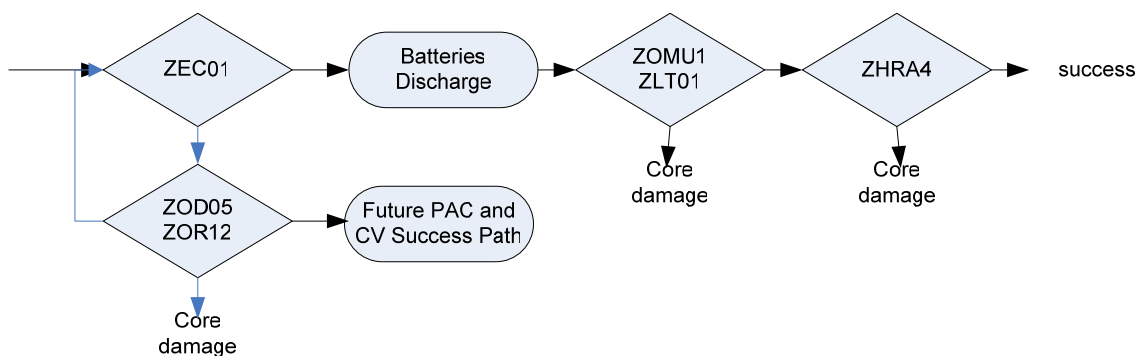 ZEC01
Batteries
Discharge
ZOMU1
ZLT01
ZHRA4
success
Core
damage
Core
damage
ZOD05
ZOR12
Future PAC and
CV Success Path
Core
damage